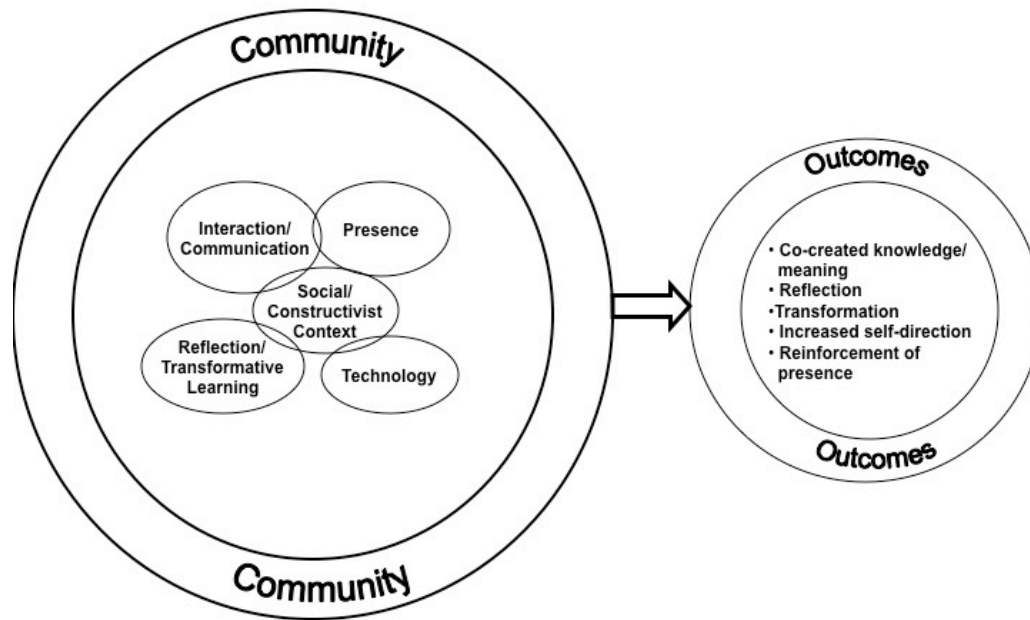 Community
Interaction/
Communication
Presence
Social/
Constructivist
Context
Reflection/
Transformative
Learning
Technology
Community
Outcomes
• Co-created knowledge/
meaning
• Reflection
•Transformation
• Increased self-direction
• Reinforcement of
presence
Outcomes